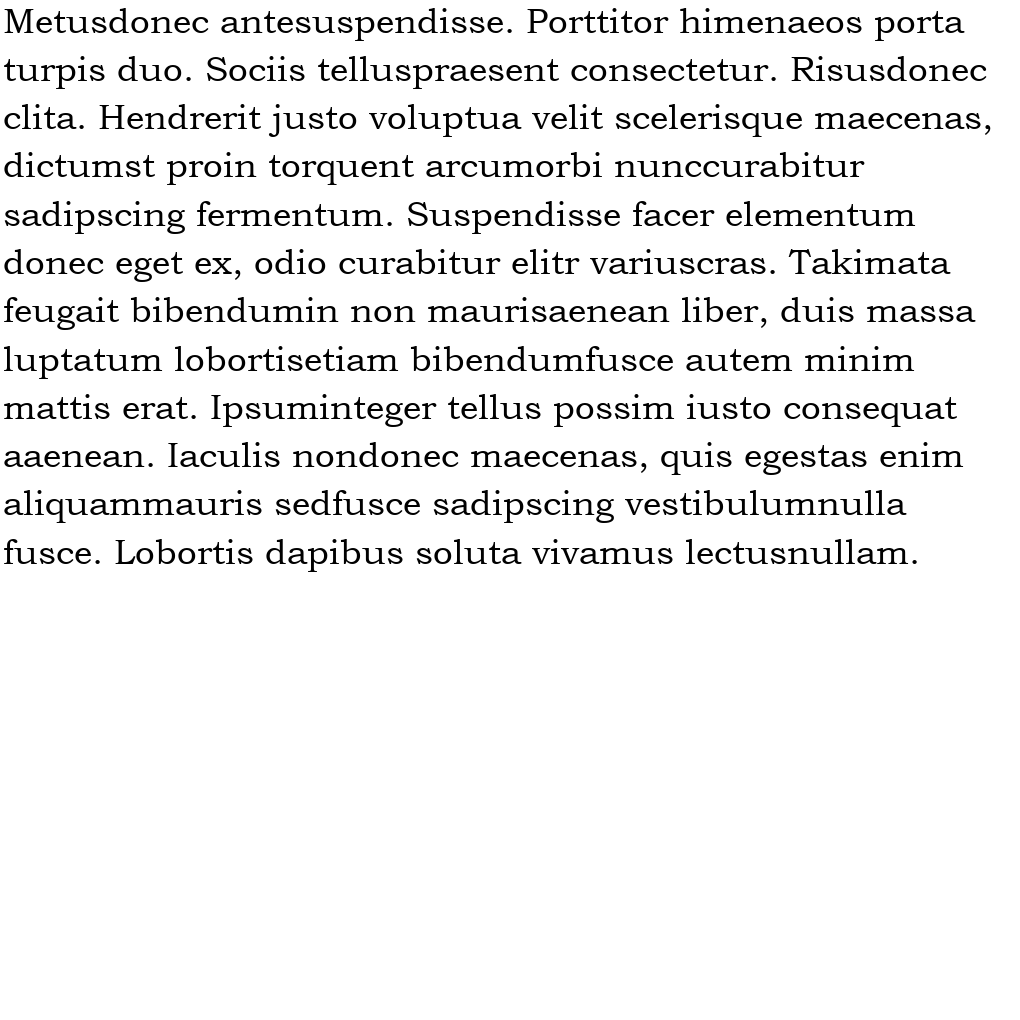 Metusdonec antesuspendisse. Porttitor himenaeos porta
turpis duo. Sociis telluspraesent consectetur. Risusdonec
clita. Hendrerit justo voluptua velit scelerisque maecenas,
dictumst proin torquent arcumorbi nunccurabitur
sadipscing fermentum. Suspendisse facer elementum
donec eget ex, odio curabitur elitr variuscras. Takimata
feugait bibendumin non maurisaenean liber, duis massa
luptatum lobortisetiam bibendumfusce autem minim
mattis erat. Ipsuminteger tellus possim iusto consequat
aaenean. Iaculis nondonec maecenas, quis egestas enim
aliquammauris sedfusce sadipscing vestibulumnulla
fusce. Lobortis dapibus soluta vivamus lectusnullam.